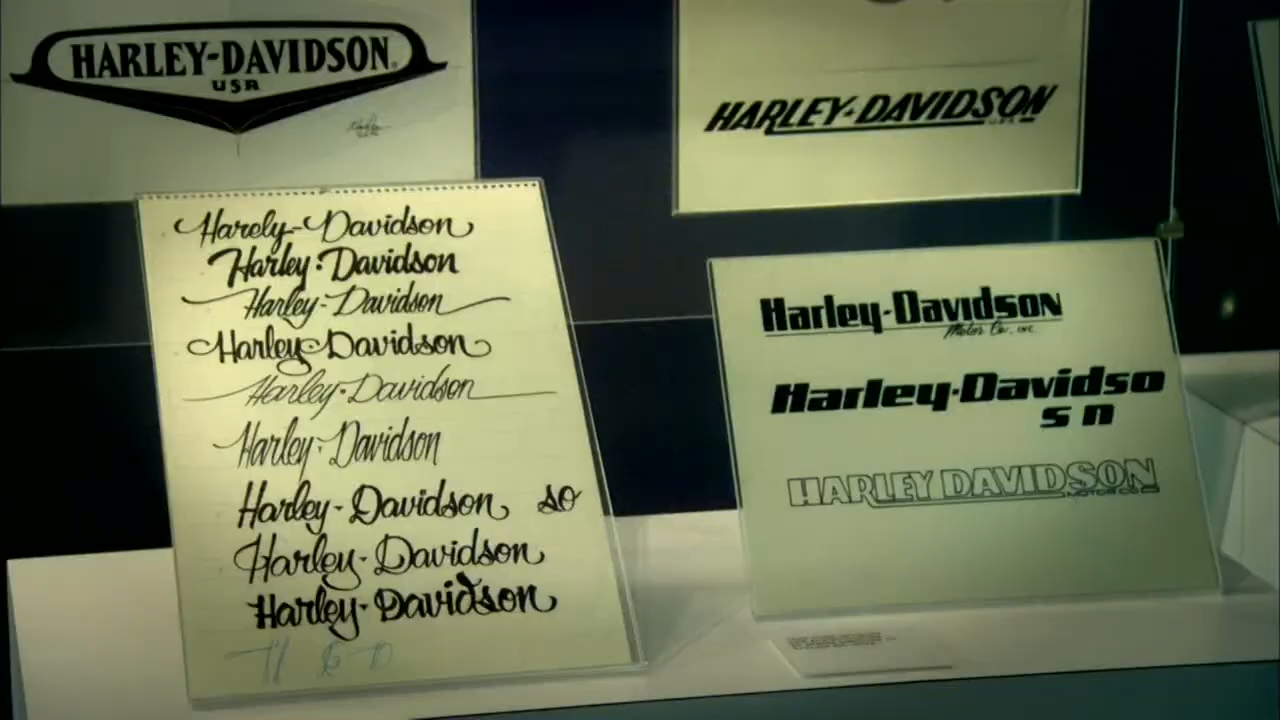 HARLEY-DAVIDSON
USA
HARLEY-DAVIDSON
Harely-Davidson
Harley-Davidson
Harley-Davidson
Harley-Davidson
Harley-Davidson
Harley-Davidson
Harley-Davidson so
Harley-Davidson
Harley-Davidson
H D
Harley-Davidson
Motor Co., INC.
Harley-Davidso
s n
HARLEY DAVIDSON
MOTOR CO.